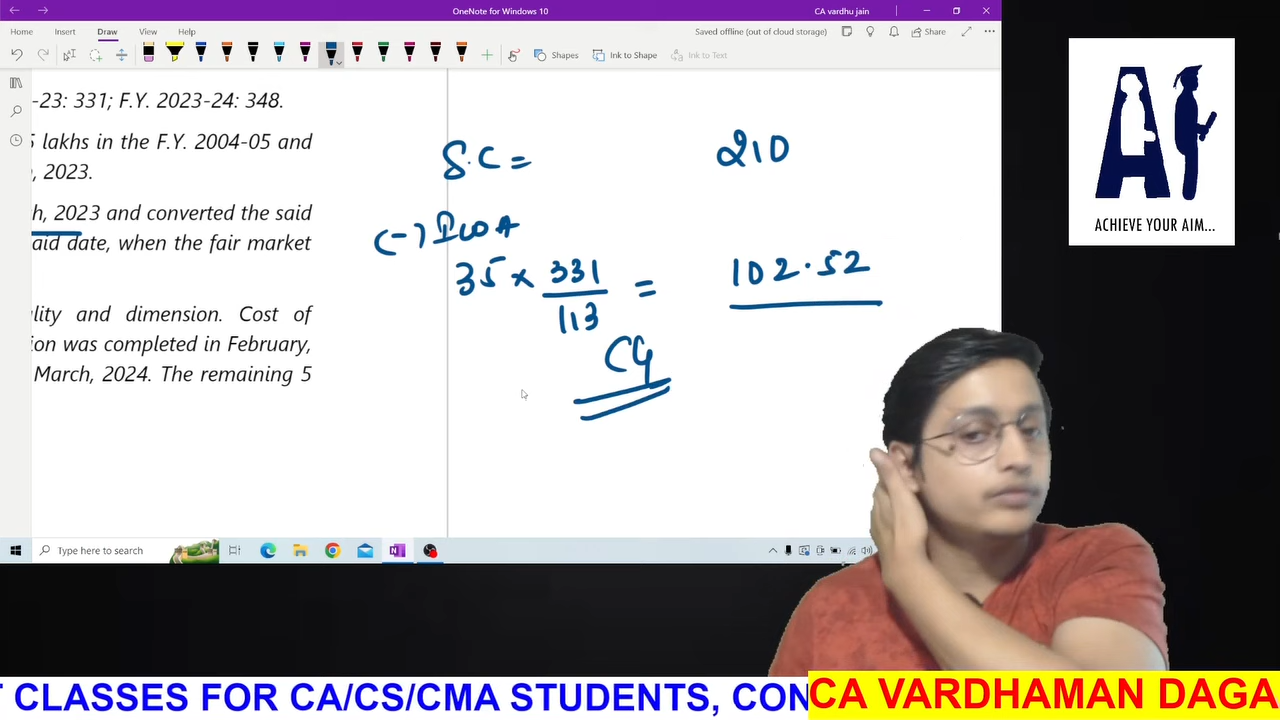 OneNote for Windows 10
CA vardhu jain
Home Insert Draw View Help
Saved offline (out of cloud storage)
Share
Shapes
Ink to Shape
Ink to Text
-23: 331; F.Y. 2023-24: 348.
5 lakhs in the F.Y. 2004-05 and
, 2023.
h, 2023 and converted the said
aid date, when the fair market
lity and dimension. Cost of
ion was completed in February,
March, 2024. The remaining 5
S.C = 210
(-) ICOA
35 × 331/113 = 102.52
CG
AI
ACHIEVE YOUR AIM...
Type here to search
T CLASSES FOR CA/CS/CMA STUDENTS, CON
CA VARDHAMAN DAGA